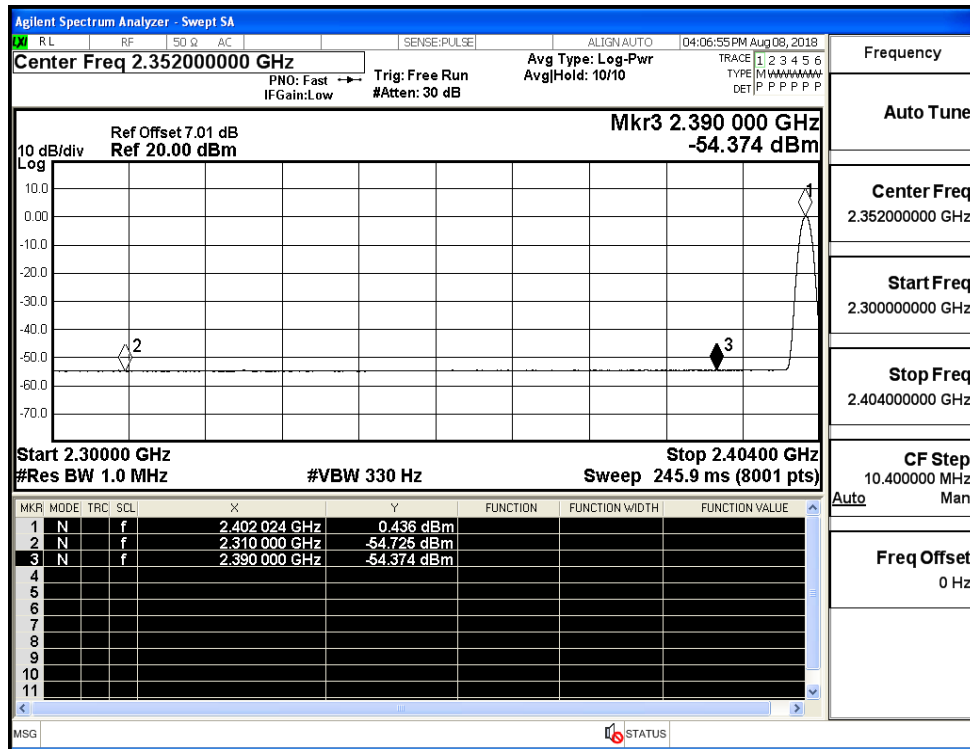 Agilent Spectrum Analyzer - Swept SA
LXI RL RF 50 Ω AC SENSE:PULSE ALIGN AUTO 04:06:55 PM Aug 08, 2018
Center Freq 2.352000000 GHz
PNO: Fast
IFGain:Low
Trig: Free Run
#Atten: 30 dB
Avg Type: Log-Pwr
Avg|Hold: 10/10
TRACE 1 2 3 4 5 6
TYPE M WWWWW
DET P P P P P P
Mkr3 2.390 000 GHz
-54.374 dBm
Ref Offset 7.01 dB
10 dB/div Ref 20.00 dBm
Log
10.0
0.00
-10.0
-20.0
-30.0
-40.0
-50.0
-60.0
-70.0
1
2
3
Start 2.30000 GHz Stop 2.40400 GHz
#Res BW 1.0 MHz #VBW 330 Hz Sweep 245.9 ms (8001 pts)
MKR MODE TRC SCL X Y FUNCTION FUNCTION WIDTH FUNCTION VALUE
1 N f 2.402 024 GHz 0.436 dBm
2 N f 2.310 000 GHz -54.725 dBm
3 N f 2.390 000 GHz -54.374 dBm
4
5
6
7
8
9
10
11
MSG STATUS
Frequency
Auto Tune
Center Freq
2.352000000 GHz
Start Freq
2.300000000 GHz
Stop Freq
2.404000000 GHz
CF Step
10.400000 MHz
Auto Man
Freq Offset
0 Hz